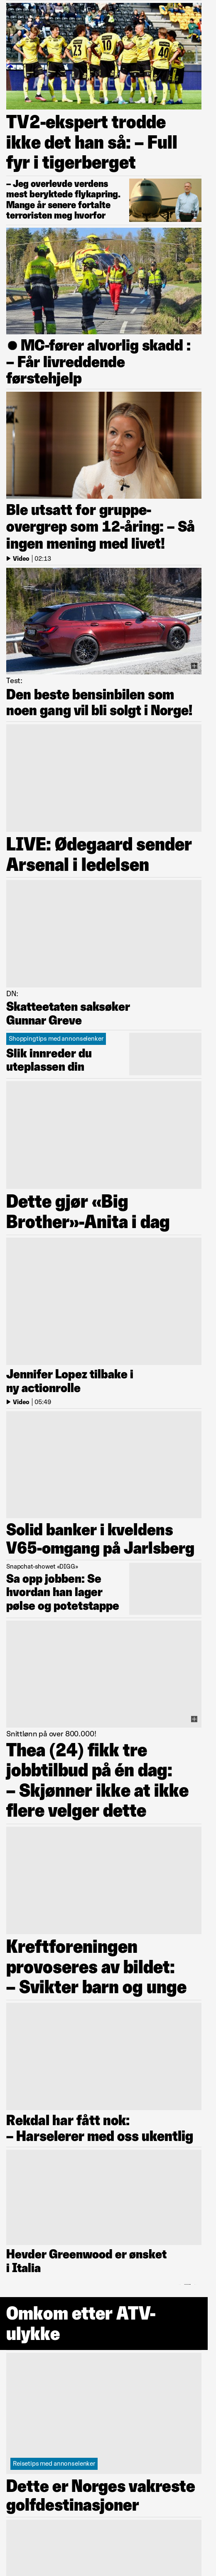 TV2-ekspert trodde
ikke det han så: – Full
fyr i tigerberget
– Jeg overlevde verdens
mest beryktede flykapring.
Mange år senere fortalte
terroristen meg hvorfor
● MC-fører alvorlig skadd :
– Får livreddende
førstehjelp
Ble utsatt for gruppe-
overgrep som 12-åring: – Så
ingen mening med livet!
Video | 02:13
Test:
Den beste bensinbilen som
noen gang vil bli solgt i Norge!
LIVE: Ødegaard sender
Arsenal i ledelsen
DN:
Skatteetaten saksøker
Gunnar Greve
Shoppingtips med annonselenker
Slik innreder du
uteplassen din
Dette gjør «Big
Brother»-Anita i dag
Jennifer Lopez tilbake i
ny actionrolle
Video | 05:49
Solid banker i kveldens
V65-omgang på Jarlsberg
Snapchat-showet «DIGG»
Sa opp jobben: Se
hvordan han lager
pølse og potetstappe
Snittlønn på over 800.000!
Thea (24) fikk tre
jobbtilbud på én dag:
– Skjønner ikke at ikke
flere velger dette
Kreftforeningen
provoseres av bildet:
– Svikter barn og unge
Rekdal har fått nok:
– Harselerer med oss ukentlig
Hevder Greenwood er ønsket
i Italia
Omkom etter ATV-
ulykke
Reisetips med annonselenker
Dette er Norges vakreste
golfdestinasjoner